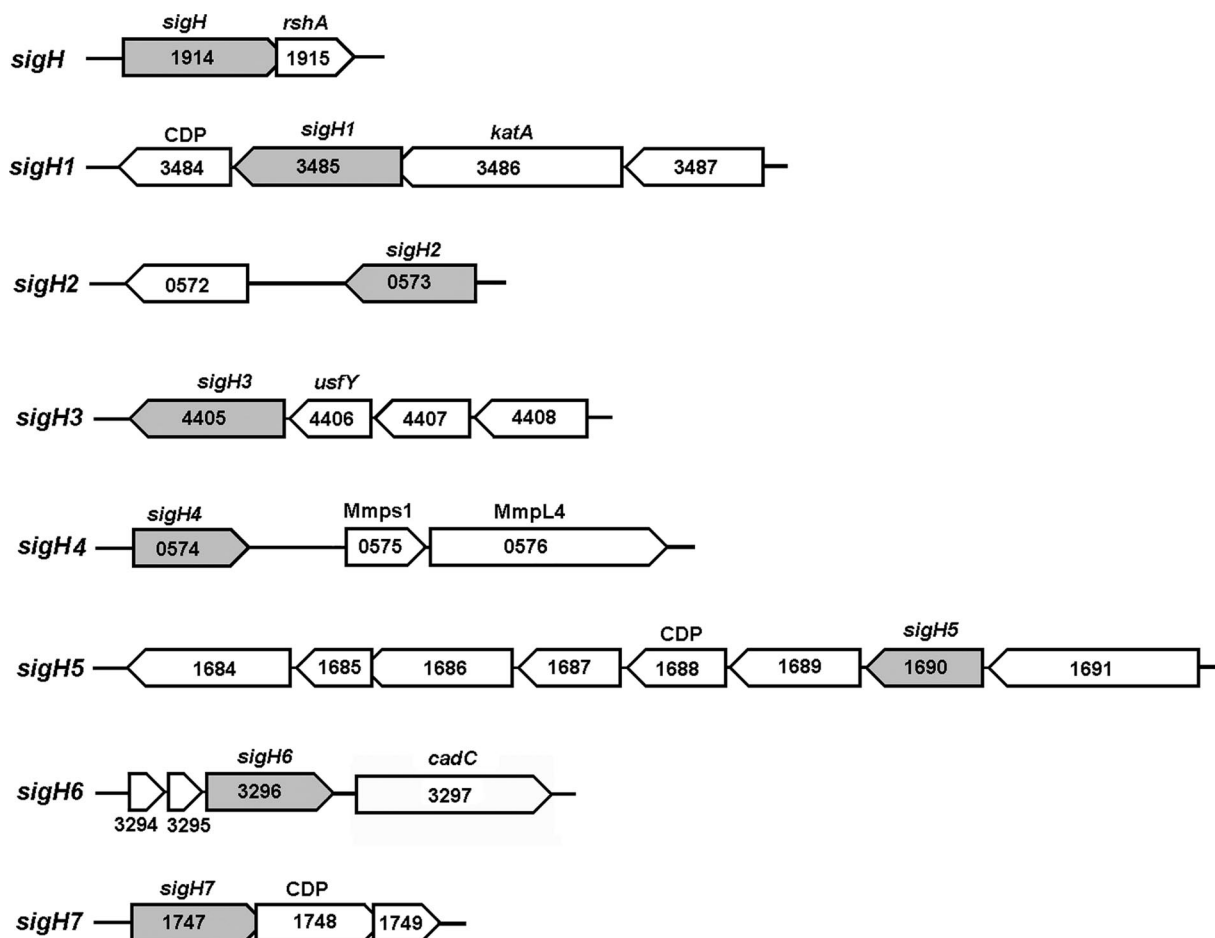 sigH rshA
sigH 1914 1915
CDP sigH1 katA
sigH1 3484 3485 3486 3487
sigH2
sigH2 0572 0573
sigH3 usfY
sigH3 4405 4406 4407 4408
sigH4 Mmps1 MmpL4
sigH4 0574 0575 0576
CDP sigH5
sigH5 1684 1685 1686 1687 1688 1689 1690 1691
sigH6 cadC
sigH6 3296 3297
3294 3295
sigH7 CDP
sigH7 1747 1748 1749